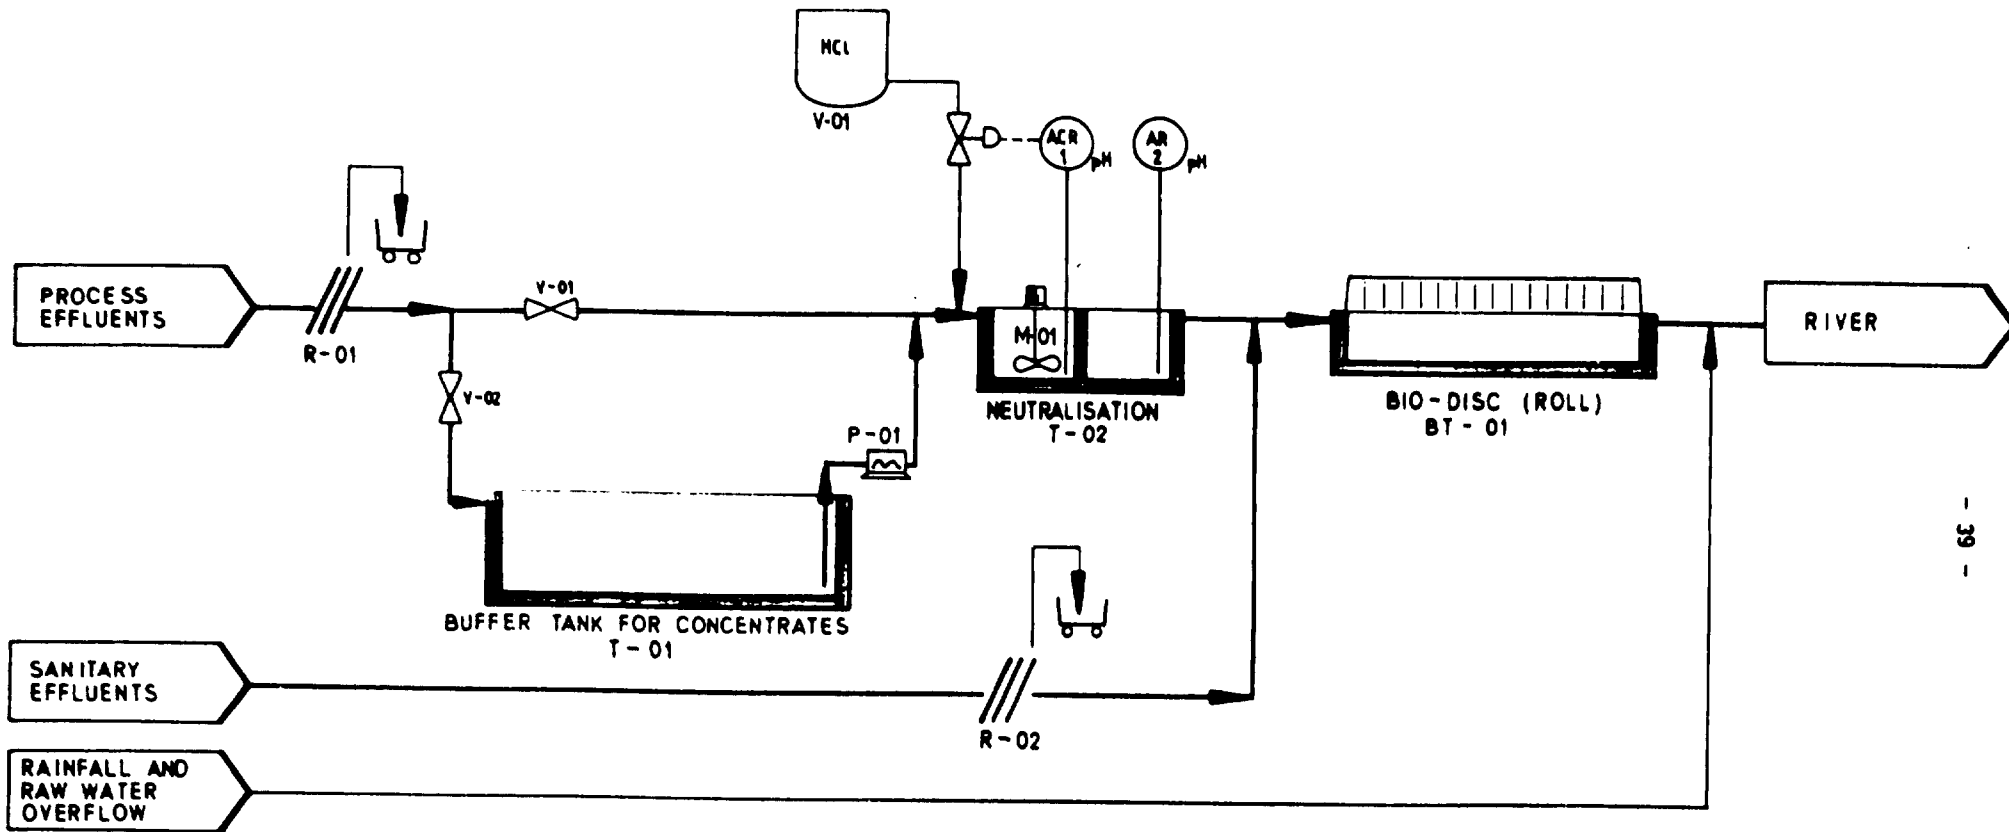 HCl
V-01
ACR
1
pH
AR
2
pH
PROCESS
EFFLUENTS
R-01
V-01
V-02
M-01
NEUTRALISATION
T-02
BIO-DISC (ROLL)
BT-01
RIVER
P-01
BUFFER TANK FOR CONCENTRATES
T-01
SANITARY
EFFLUENTS
R-02
RAINFALL AND
RAW WATER
OVERFLOW
- 39 -